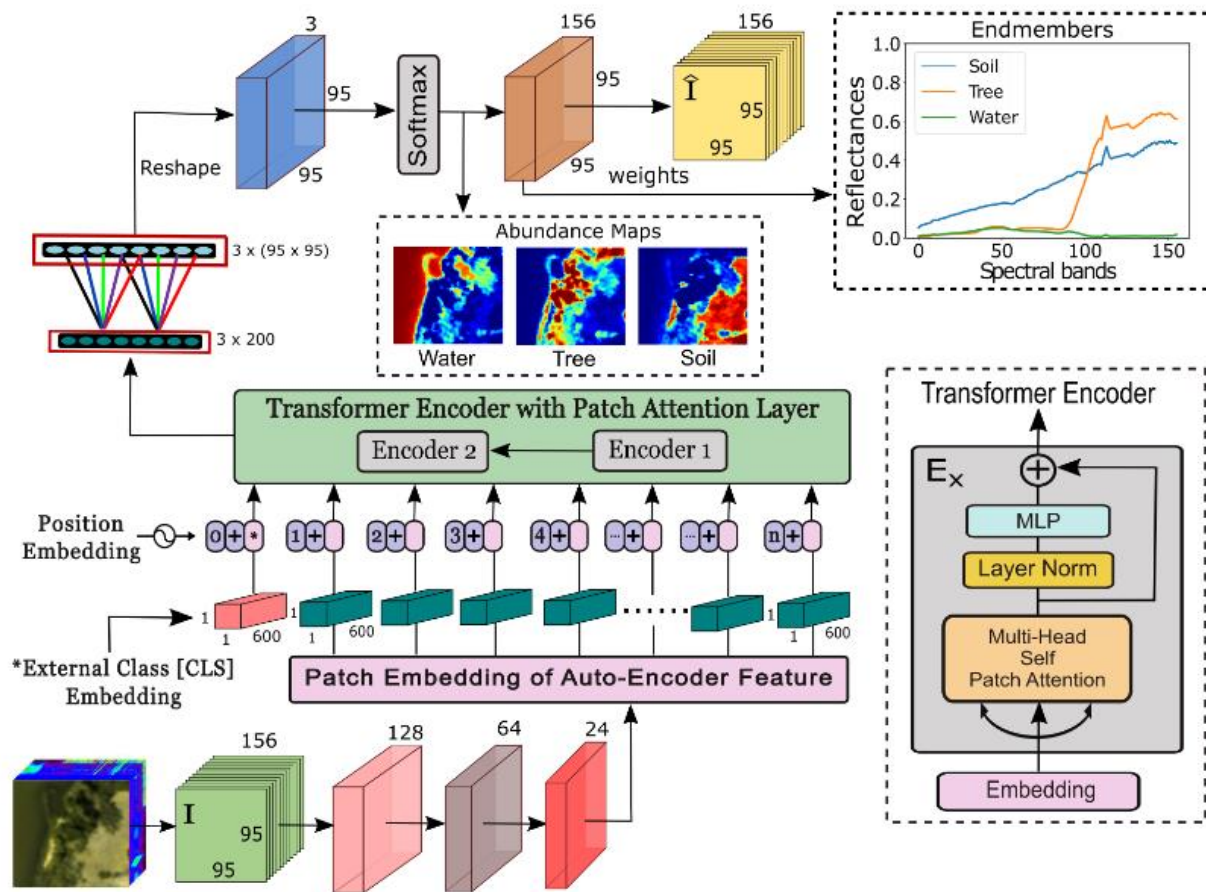 3
95
95
Reshape
Softmax
156
95
95
weights
156
Î
95
95
Endmembers
Reflectances
1.0
0.8
0.6
0.4
0.2
0.0
Soil
Tree
Water
0
50
100
150
Spectral bands
Abundance Maps
Water
Tree
Soil
3 x (95 x 95)
3 x 200
Transformer Encoder with Patch Attention Layer
Encoder 2
Encoder 1
Position
Embedding
0 + *
1 +
2 +
3 +
4 +
... +
... +
n +
1
1
600
1
1
600
1
1
600
*External Class [CLS]
Embedding
Patch Embedding of Auto-Encoder Feature
156
I
95
95
128
64
24
Transformer Encoder
Ex
+
MLP
Layer Norm
Multi-Head
Self
Patch Attention
Embedding